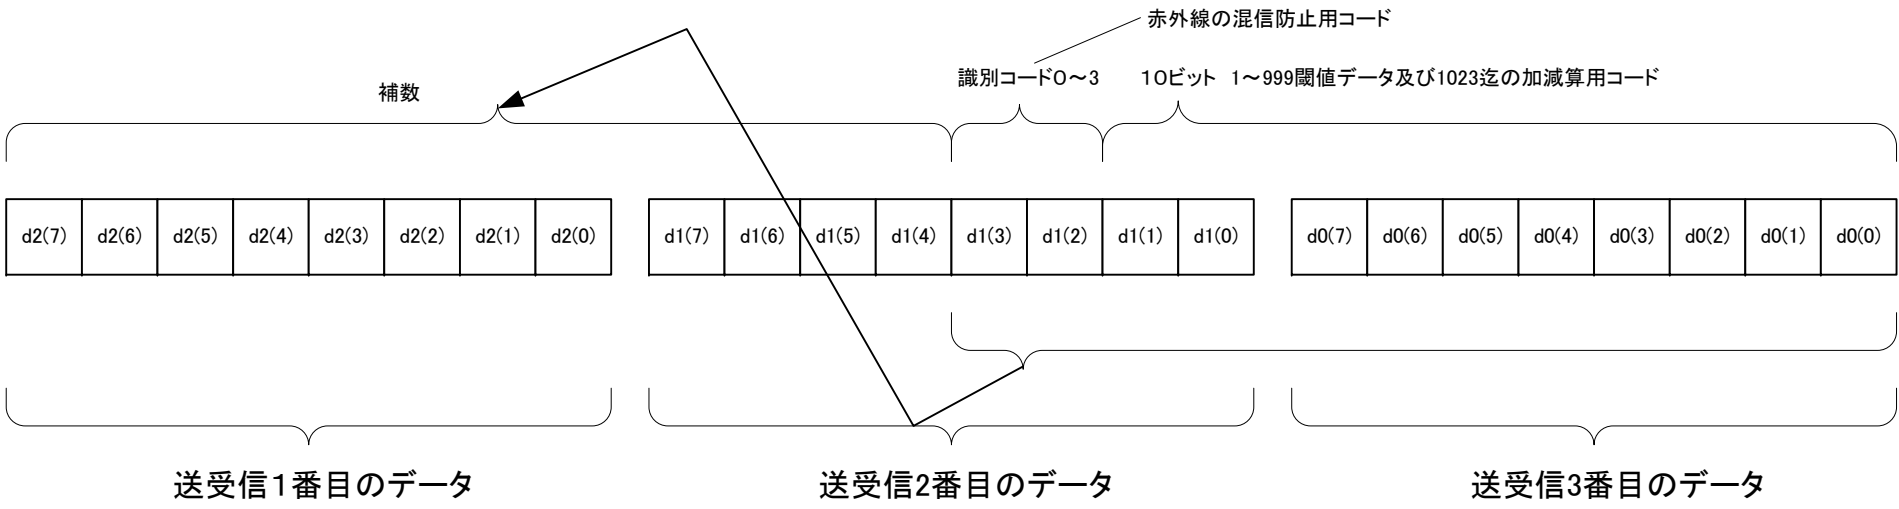 赤外線の混信防止用コード
補数
識別コード0～3
10ビット 1～999閾値データ及び1023迄の加減算用コード
d2(7) d2(6) d2(5) d2(4) d2(3) d2(2) d2(1) d2(0)
d1(7) d1(6) d1(5) d1(4) d1(3) d1(2) d1(1) d1(0)
d0(7) d0(6) d0(5) d0(4) d0(3) d0(2) d0(1) d0(0)
送受信1番目のデータ
送受信2番目のデータ
送受信3番目のデータ